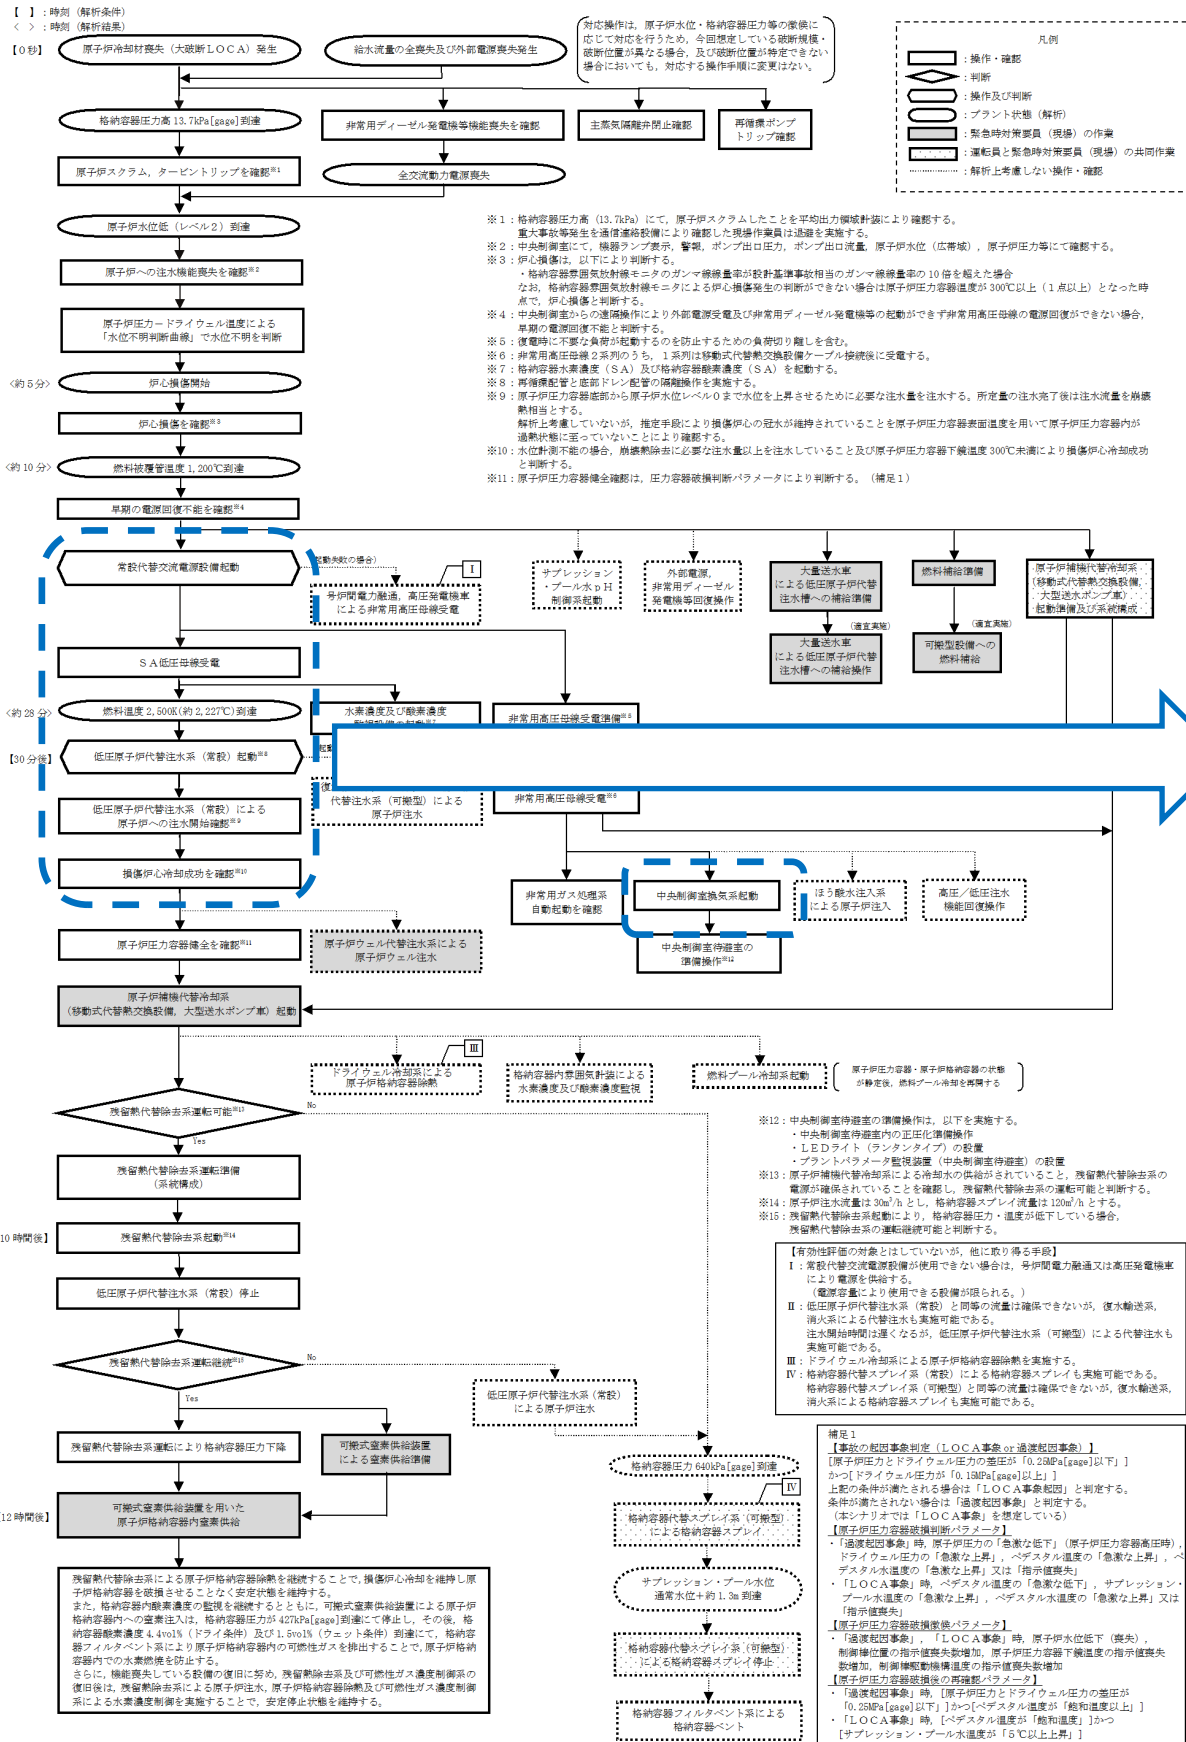 【 】：時刻（解析条件）
< > ：時刻（解析結果）
【0秒】
原子炉冷却材喪失（大破断ＬＯＣＡ）発生
給水流量の全喪失及び外部電源喪失発生
対応操作は，原子炉水位・格納容器圧力等の徴候に
応じて対応を行うため，今回想定している破断規模・
破断位置が異なる場合，及び破断位置が特定できない
場合においても，対応する操作手順に変更はない。
凡例
：操作・確認
：判断
：操作及び判断
：プラント状態（解析）
：緊急時対策要員（現場）の作業
：運転員と緊急時対策要員（現場）の共同作業
：解析上考慮しない操作・確認
格納容器圧力高 13.7kPa[gage]到達
非常用ディーゼル発電機等機能喪失を確認
主蒸気隔離弁閉止確認
再循環ポンプ
トリップ確認
原子炉スクラム，タービントリップを確認※1
全交流動力電源喪失
原子炉水位低（レベル２）到達
原子炉への注水機能喪失を確認※2
原子炉圧力－ドライウェル温度による
「水位不明判断曲線」で水位不明を判断
<約５分>
炉心損傷開始
炉心損傷を確認※3
<約10分>
燃料被覆管温度 1,200℃到達
早期の電源回復不能を確認※4
※１：格納容器圧力高（13.7kPa）にて，原子炉スクラムしたことを平均出力領域計装により確認する。
重大事故等発生を通信連絡設備により確認した現場作業員は退避を実施する。
※２：中央制御室にて，機器ランプ表示，警報，ポンプ出口圧力，ポンプ出口流量，原子炉水位（広帯域），原子炉圧力等にて確認する。
※３：炉心損傷は，以下により判断する。
・格納容器雰囲気放射線モニタのガンマ線線量率が設計基準事故相当のガンマ線線量率の10倍を超えた場合
なお，格納容器雰囲気放射線モニタによる炉心損傷発生の判断ができない場合は原子炉圧力容器温度が300℃以上（１点以上）となった時
点で，炉心損傷と判断する。
※４：中央制御室からの遠隔操作により外部電源受電及び非常用ディーゼル発電機等の起動ができず非常用高圧母線の電源回復ができない場合，
早期の電源回復不能と判断する。
※５：復電時に不要な負荷が起動するのを防止するための負荷切り離しを含む。
※６：非常用高圧母線２系列のうち，１系列は移動式代替熱交換設備ケーブル接続後に受電する。
※７：格納容器水素濃度（ＳＡ）及び格納容器酸素濃度（ＳＡ）を起動する。
※８：再循環配管と底部ドレン配管の隔離操作を実施する。
※９：原子炉圧力容器底部から原子炉水位レベル０まで水位を上昇させるために必要な注水量を注水する。所定量の注水完了後は注水流量を崩壊
熱相当とする。
解析上考慮していないが，推定手段により損傷炉心の冠水が維持されていることを原子炉圧力容器表面温度を用いて原子炉圧力容器内が
過熱状態に至っていないことにより確認する。
※10：水位計測不能の場合，崩壊熱除去に必要な注水量以上を注水していること及び原子炉圧力容器下鏡温度300℃未満により損傷炉心冷却成功
と判断する。
※11：原子炉圧力容器健全確認は，圧力容器破損判断パラメータにより判断する。（補足１）
常設代替交流電源設備起動
起動失敗の場合）
Ⅰ
号炉間電力融通，高圧発電機車
による非常用高圧母線受電
サプレッション
・プール水ｐＨ
制御系起動
外部電源，
非常用ディーゼル
発電機等回復操作
大量送水車
による低圧原子炉代替
注水槽への補給準備
燃料補給準備
原子炉補機代替冷却系
（移動式代替熱交換設備，
大型送水ポンプ車）
起動準備及び系統構成
（適宜実施）
大量送水車
による低圧原子炉代替
注水槽への補給操作
（適宜実施）
可搬型設備への
燃料補給
ＳＡ低圧母線受電
<約28分>
燃料温度 2,500K(約2,227℃)到達
水素濃度及び酸素濃度
非常用高圧母線受電準備※5
【30分後】
低圧原子炉代替注水系（常設）起動※8
代替注水系（可搬型）による
原子炉注水
非常用高圧母線受電※6
低圧原子炉代替注水系（常設）による
原子炉への注水開始確認※9
損傷炉心冷却成功を確認※10
非常用ガス処理系
自動起動を確認
中央制御室換気系起動
ほう酸水注入系
による原子炉注入
高圧／低圧注水
機能回復操作
中央制御室待避室の
準備操作※12
原子炉圧力容器健全を確認※11
原子炉ウェル代替注水系による
原子炉ウェル注水
原子炉補機代替冷却系
（移動式代替熱交換設備，大型送水ポンプ車）起動
Ⅲ
ドライウェル冷却系による
原子炉格納容器除熱
格納容器内雰囲気計装による
水素濃度及び酸素濃度監視
燃料プール冷却系起動
原子炉圧力容器・原子炉格納容器の状態
が静定後，燃料プール冷却を再開する
残留熱代替除去系運転可能※13
No
Yes
※12：中央制御室待避室の準備操作は，以下を実施する。
・中央制御室待避室内の正圧化準備操作
・ＬＥＤライト（ランタンタイプ）の設置
・プラントパラメータ監視装置（中央制御室待避室）の設置
※13：原子炉補機代替冷却系による冷却水の供給がされていること，残留熱代替除去系の
電源が確保されていることを確認し，残留熱代替除去系の運転可能と判断する。
※14：原子炉注水流量は30m³/hとし，格納容器スプレイ流量は120m³/hとする。
※15：残留熱代替除去系起動により，格納容器圧力・温度が低下している場合，
残留熱代替除去系の運転継続可能と判断する。
残留熱代替除去系運転準備
（系統構成）
10時間後】
残留熱代替除去系起動※14
低圧原子炉代替注水系（常設）停止
【有効性評価の対象とはしていないが，他に取り得る手段】
Ⅰ：常設代替交流電源設備が使用できない場合は，号炉間電力融通又は高圧発電機車
により電源を供給する。
（電源容量により使用できる設備が限られる。）
Ⅱ：低圧原子炉代替注水系（常設）と同等の流量は確保できないが，復水輸送系，
消火系による代替注水も実施可能である。
注水開始時間は遅くなるが，低圧原子炉代替注水系（可搬型）による代替注水も
実施可能である。
Ⅲ：ドライウェル冷却系による原子炉格納容器除熱を実施する。
Ⅳ：格納容器代替スプレイ系（常設）による格納容器スプレイも実施可能である。
格納容器代替スプレイ系（可搬型）と同等の流量は確保できないが，復水輸送系，
消火系による格納容器スプレイも実施可能である。
残留熱代替除去系運転継続※15
No
Yes
低圧原子炉代替注水系（常設）
による原子炉注水
残留熱代替除去系運転により格納容器圧力下降
可搬式窒素供給装置
による窒素供給準備
格納容器圧力 640kPa[gage]到達
Ⅳ
12時間後】
可搬式窒素供給装置を用いた
原子炉格納容器内窒素供給
格納容器代替スプレイ系（可搬型）
による格納容器スプレイ
サプレッション・プール水位
通常水位＋約 1.3m 到達
格納容器代替スプレイ系（可搬型）
による格納容器スプレイ停止
格納容器フィルタベント系による
格納容器ベント
残留熱代替除去系による原子炉格納容器除熱を継続することで，損傷炉心冷却を維持し原
子炉格納容器を破損させることなく安定状態を維持する。
また，格納容器内酸素濃度の監視を継続するとともに，可搬式窒素供給装置による原子炉
格納容器内への窒素注入は，格納容器圧力が 427kPa[gage]到達にて停止し，その後，格
納容器酸素濃度 4.4vol%（ドライ条件）及び 1.5vol%（ウェット条件）到達にて，格納容
器フィルタベント系により原子炉格納容器内の可燃性ガスを排出することで，原子炉格納
容器内での水素燃焼を防止する。
さらに，機能喪失している設備の復旧に努め，残留熱除去系及び可燃性ガス濃度制御系の
復旧後は，残留熱除去系による原子炉注水，原子炉格納容器除熱及び可燃性ガス濃度制御
系による水素濃度制御を実施することで，安定停止状態を維持する。
補足１
【事故の起因事象判定（ＬＯＣＡ事象 or 過渡起因事象）】
[原子炉圧力とドライウェル圧力の差圧が「0.25MPa[gage]以下」]
かつ[ドライウェル圧力が「0.15MPa[gage]以上」]
上記の条件が満たされる場合は「ＬＯＣＡ事象起因」と判定する。
条件が満たされない場合は「過渡起因事象」と判定する。
（本シナリオでは「ＬＯＣＡ事象」を想定している）
【原子炉圧力容器破損判断パラメータ】
・「過渡起因事象」時，原子炉圧力の「急激な低下」（原子炉圧力容器高圧時），
ドライウェル圧力の「急激な上昇」，ペデスタル温度の「急激な上昇」，ペ
デスタル水温度の「急激な上昇」又は「指示値喪失」
・「ＬＯＣＡ事象」時，ペデスタル温度の「急激な低下」，サプレッション・
プール水温度の「急激な上昇」，ペデスタル水温度の「急激な上昇」又は
「指示値喪失」
【原子炉圧力容器破損徴候パラメータ】
・「過渡起因事象」，「ＬＯＣＡ事象」時，原子炉水位低下（喪失），
制御棒位置の指示値喪失数増加，原子炉圧力容器下鏡温度の指示値喪失
数増加，制御棒駆動機構温度の指示値喪失数増加
【原子炉圧力容器破損後の再確認パラメータ】
・「過渡起因事象」時，[原子炉圧力とドライウェル圧力の差圧が
「0.25MPa[gage]以下」]かつ[ペデスタル温度が「飽和温度以上」]
・「ＬＯＣＡ事象」時，[ペデスタル温度が「飽和温度」]かつ
[サプレッション・プール水温度が「５℃以上上昇」]